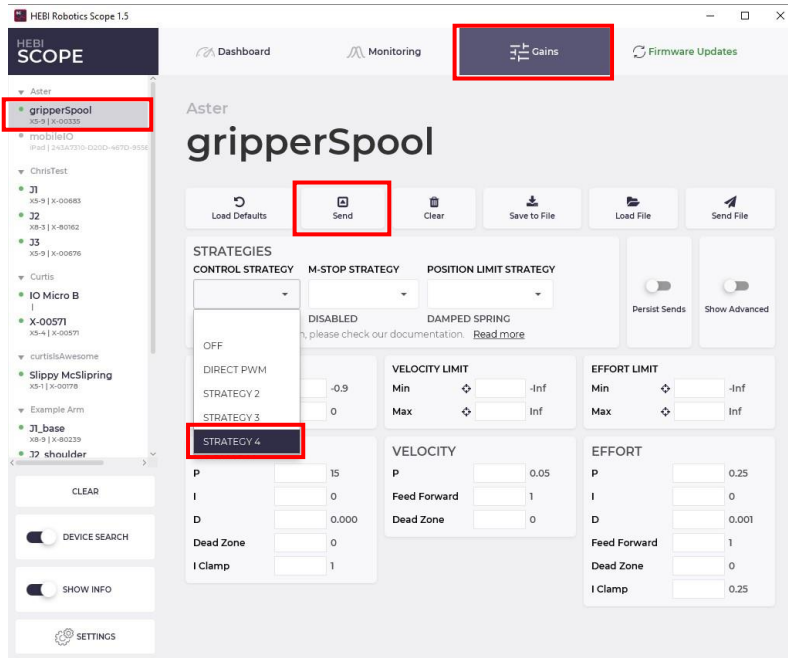 HEBI Robotics Scope 1.5
HEBI
SCOPE
Dashboard
Monitoring
Gains
Firmware Updates
Aster
gripperSpool
X5-9 | X-00335
mobileIO
iPad | 243A7310-D20D-467D-9556
ChrisTest
J1
X5-9 | X-00683
J2
X8-3 | X-80162
J3
X5-9 | X-00676
Curtis
IO Micro B
|
X-00571
X5-4 | X-00571
curtisIsAwesome
Slippy McSlipring
X5-1 | X-00178
Example Arm
J1_base
X8-9 | X-80239
J2_shoulder
CLEAR
DEVICE SEARCH
SHOW INFO
SETTINGS
Aster
gripperSpool
Load Defaults
Send
Clear
Save to File
Load File
Send File
STRATEGIES
CONTROL STRATEGY M-STOP STRATEGY POSITION LIMIT STRATEGY
DISABLED DAMPED SPRING
, please check our documentation. Read more
Persist Sends
Show Advanced
OFF
DIRECT PWM
STRATEGY 2
STRATEGY 3
STRATEGY 4
-0.9
0
VELOCITY LIMIT
Min -Inf
Max Inf
EFFORT LIMIT
Min -Inf
Max Inf
P 15
I 0
D 0.000
Dead Zone 0
I Clamp 1
VELOCITY
P 0.05
Feed Forward 1
Dead Zone 0
EFFORT
P 0.25
I 0
D 0.001
Feed Forward 1
Dead Zone 0
I Clamp 0.25